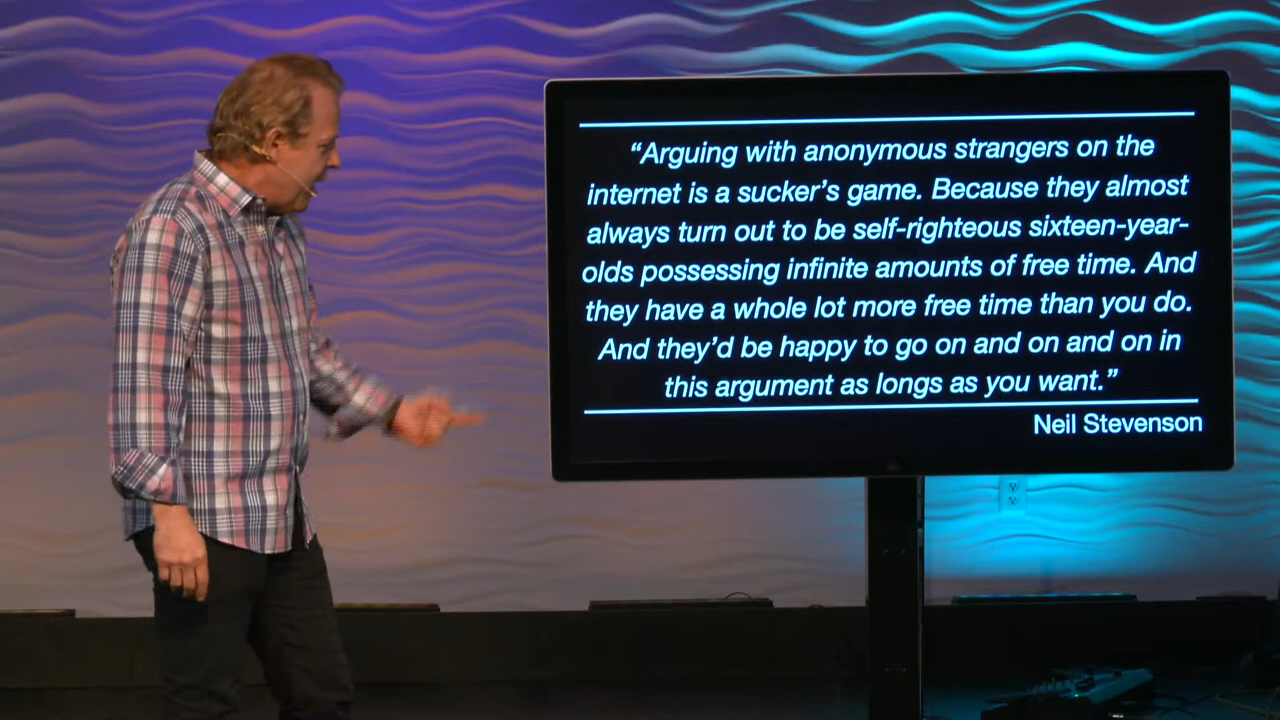 “Arguing with anonymous strangers on the
internet is a sucker’s game. Because they almost
always turn out to be self-righteous sixteen-year-
olds possessing infinite amounts of free time. And
they have a whole lot more free time than you do.
And they’d be happy to go on and on and on in
this argument as longs as you want.”
Neil Stevenson